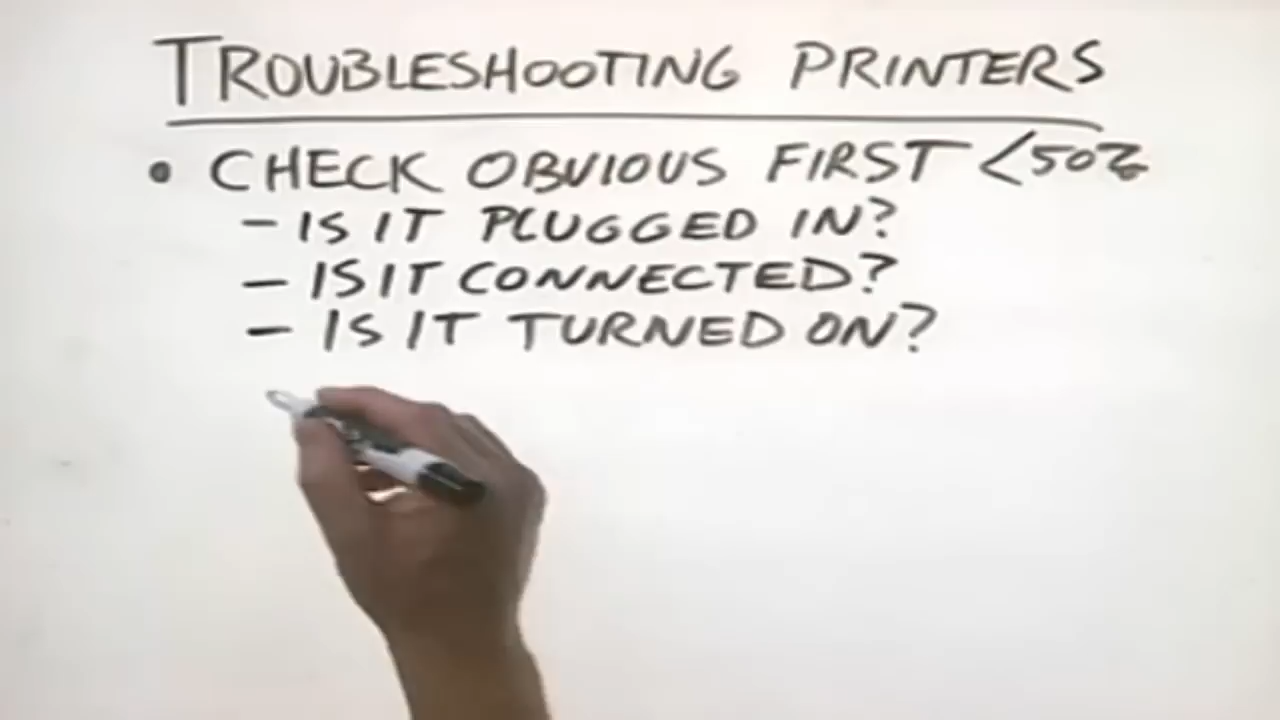 TROUBLESHOOTING PRINTERS
• CHECK OBVIOUS FIRST <50%
– IS IT PLUGGED IN?
– IS IT CONNECTED?
– IS IT TURNED ON?